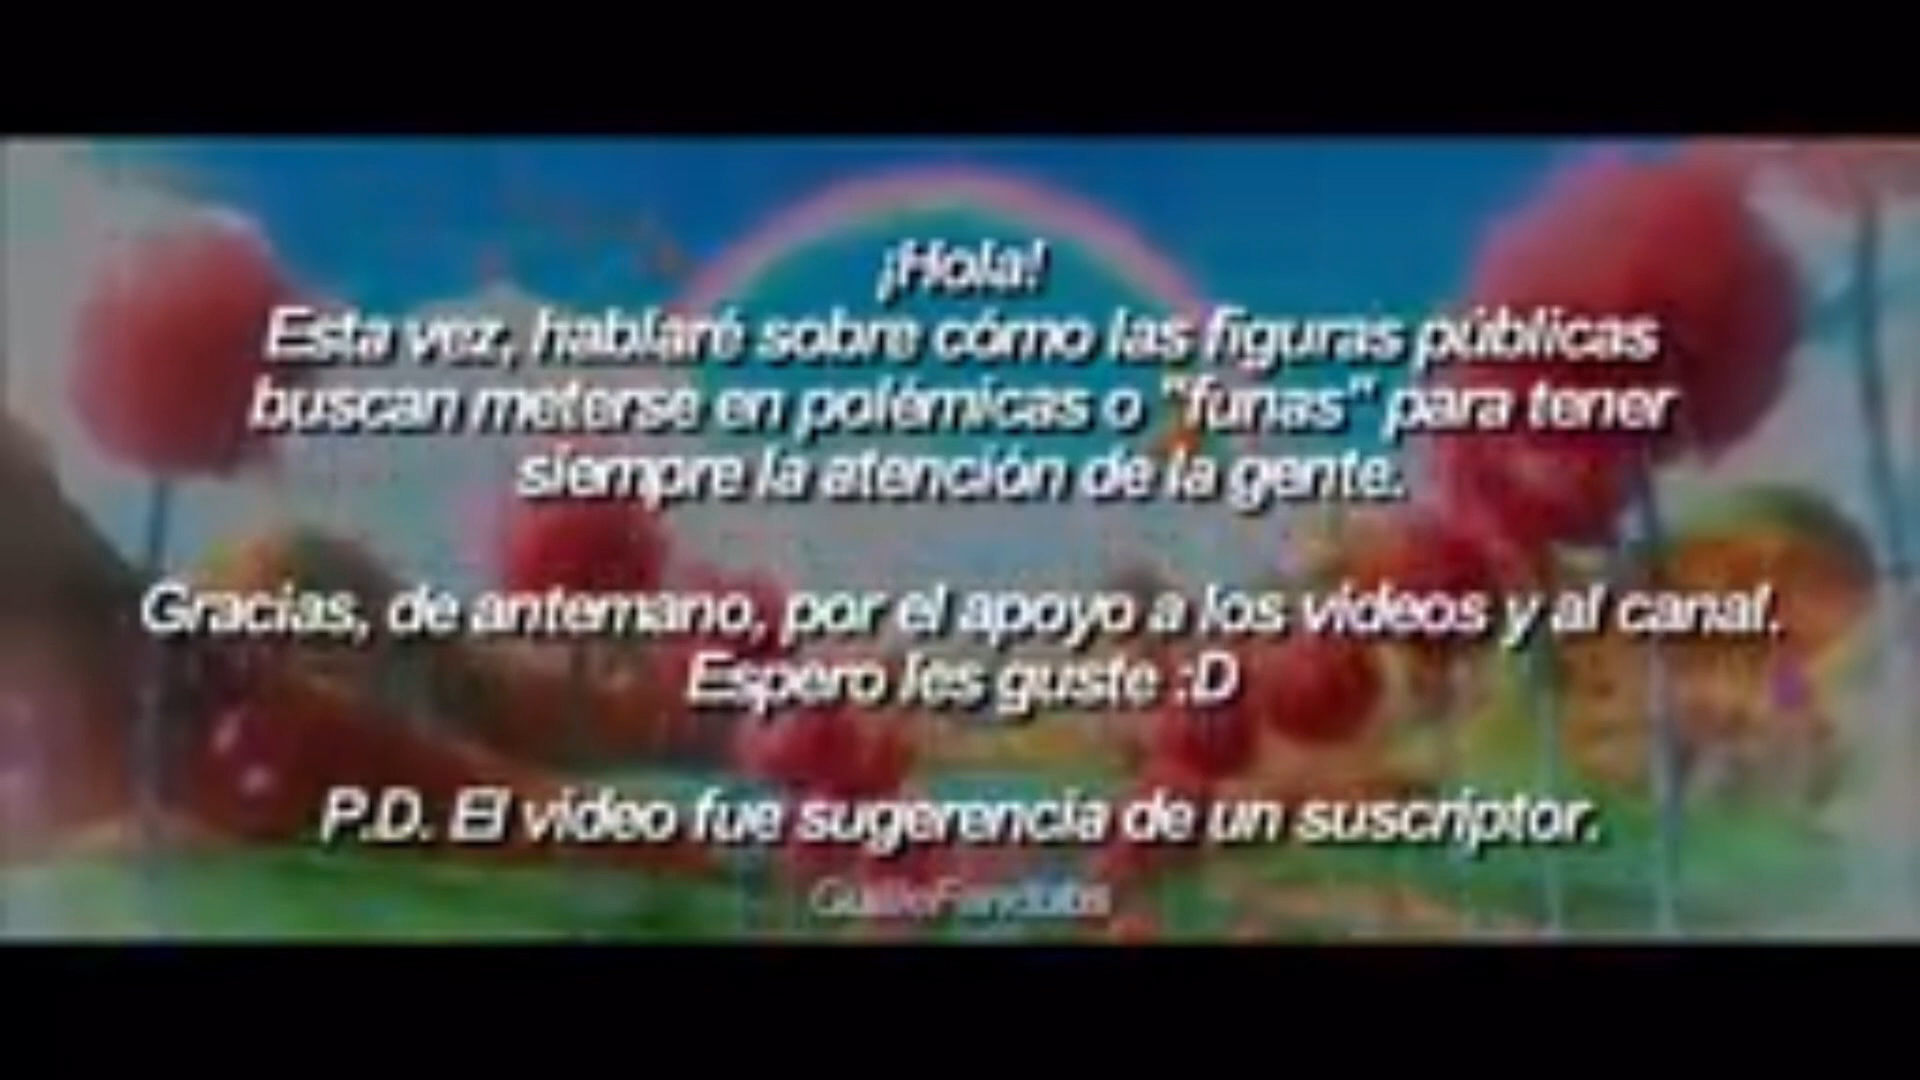 ¡Hola!
Esta vez, hablaré sobre cómo las figuras públicas
buscan meterse en polémicas o "funas" para tener
siempre la atención de la gente.
Gracias, de antemano, por el apoyo a los videos y al canal.
Espero les guste :D
P.D. El video fue sugerencia de un suscriptor.